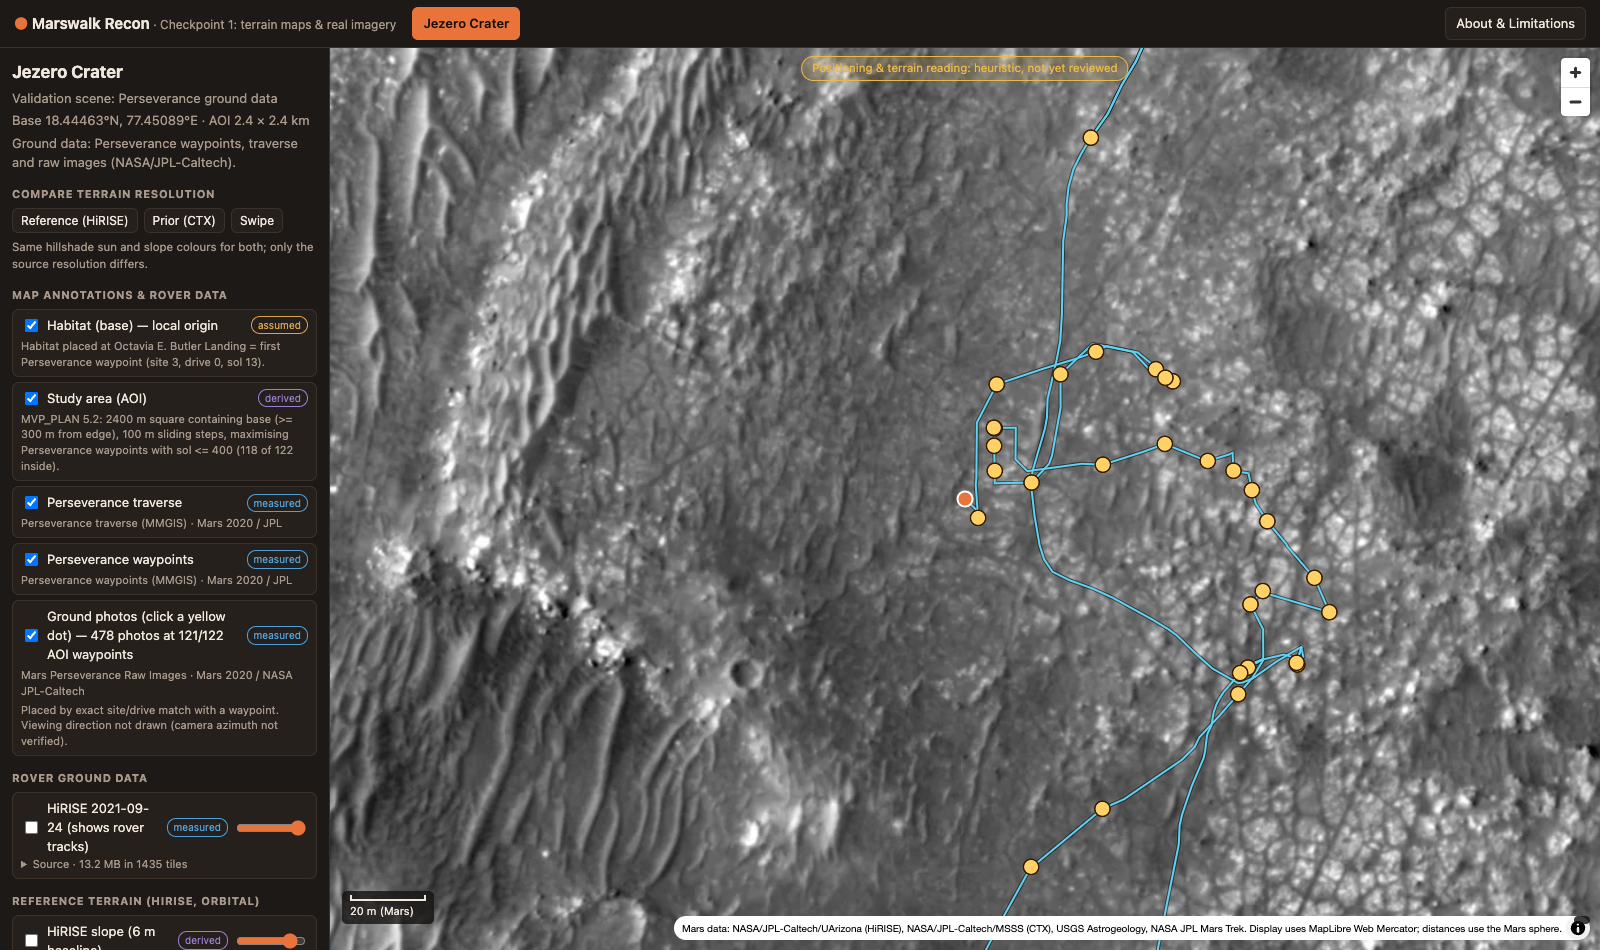 Marswalk Recon · Checkpoint 1: terrain maps & real imagery
Jezero Crater
About & Limitations
Jezero Crater
Validation scene: Perseverance ground data
Base 18.44463°N, 77.45089°E · AOI 2.4 × 2.4 km
Ground data: Perseverance waypoints, traverse
and raw images (NASA/JPL-Caltech).
COMPARE TERRAIN RESOLUTION
Reference (HiRISE)
Prior (CTX)
Swipe
Same hillshade sun and slope colours for both; only the
source resolution differs.
MAP ANNOTATIONS & ROVER DATA
Habitat (base) — local origin
assumed
Habitat placed at Octavia E. Butler Landing = first
Perseverance waypoint (site 3, drive 0, sol 13).
Study area (AOI)
derived
MVP_PLAN 5.2: 2400 m square containing base (>=
300 m from edge), 100 m sliding steps, maximising
Perseverance waypoints with sol <= 400 (118 of 122
inside).
Perseverance traverse
measured
Perseverance traverse (MMGIS) · Mars 2020 / JPL
Perseverance waypoints
measured
Perseverance waypoints (MMGIS) · Mars 2020 / JPL
Ground photos (click a yellow
dot) — 478 photos at 121/122
AOI waypoints
measured
Mars Perseverance Raw Images · Mars 2020 / NASA
JPL-Caltech
Placed by exact site/drive match with a waypoint.
Viewing direction not drawn (camera azimuth not
verified).
ROVER GROUND DATA
HiRISE 2021-09-
24 (shows rover
tracks)
measured
Source · 13.2 MB in 1435 tiles
REFERENCE TERRAIN (HIRISE, ORBITAL)
HiRISE slope (6 m
baseline)
derived
Positioning & terrain reading: heuristic, not yet reviewed
+
−
20 m (Mars)
Mars data: NASA/JPL-Caltech/UArizona (HiRISE), NASA/JPL-Caltech/MSSS (CTX), USGS Astrogeology, NASA JPL Mars Trek. Display uses MapLibre Web Mercator; distances use the Mars sphere.